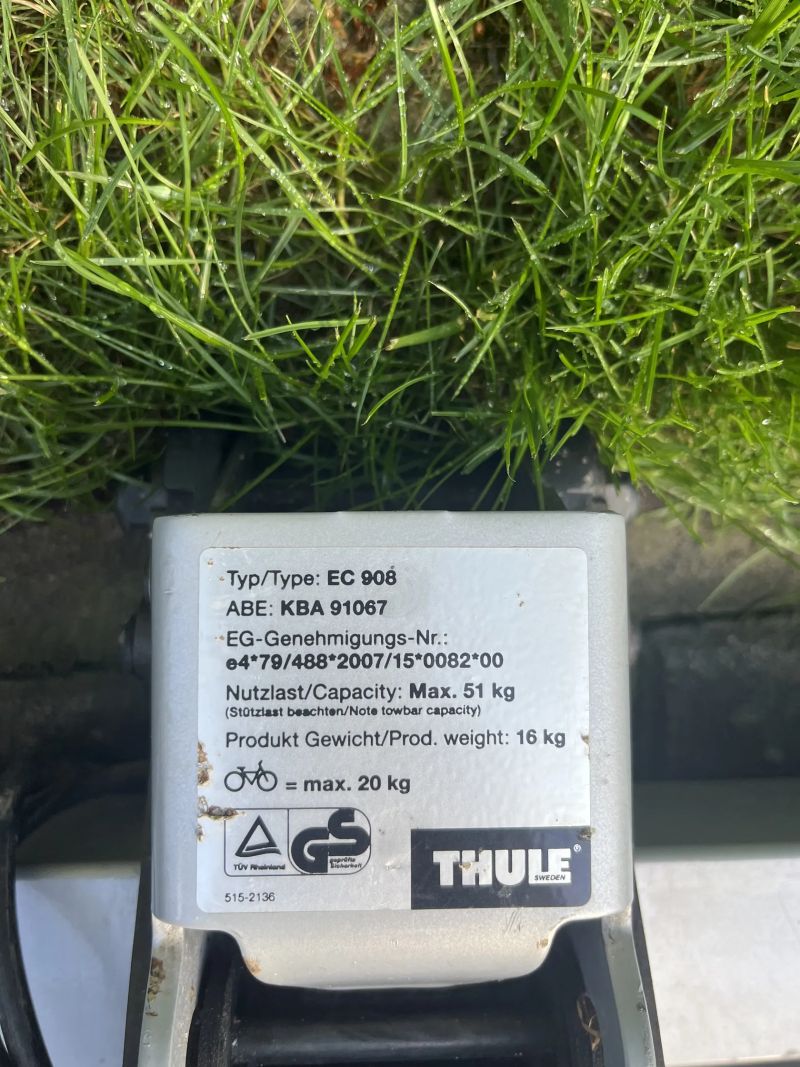 Typ/Type: EC 908
ABE: KBA 91067
EG-Genehmigungs-Nr.:
e4*79/488*2007/15*0082*00
Nutzlast/Capacity: Max. 51 kg
(Stützlast beachten/Note towbar capacity)
Produkt Gewicht/Prod. weight: 16 kg
= max. 20 kg
TÜV Rheinland
GS
geprüfte
Sicherheit
THULE®
SWEDEN
515-2136